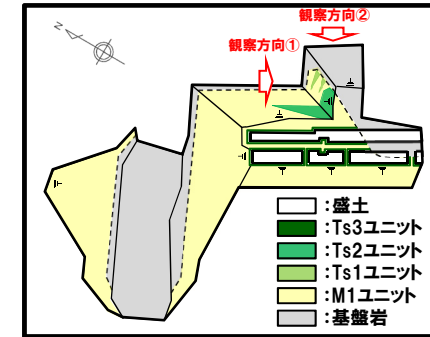 観察方向②
観察方向①
N
：盛土
：Ts3ユニット
：Ts2ユニット
：Ts1ユニット
：M1ユニット
：基盤岩